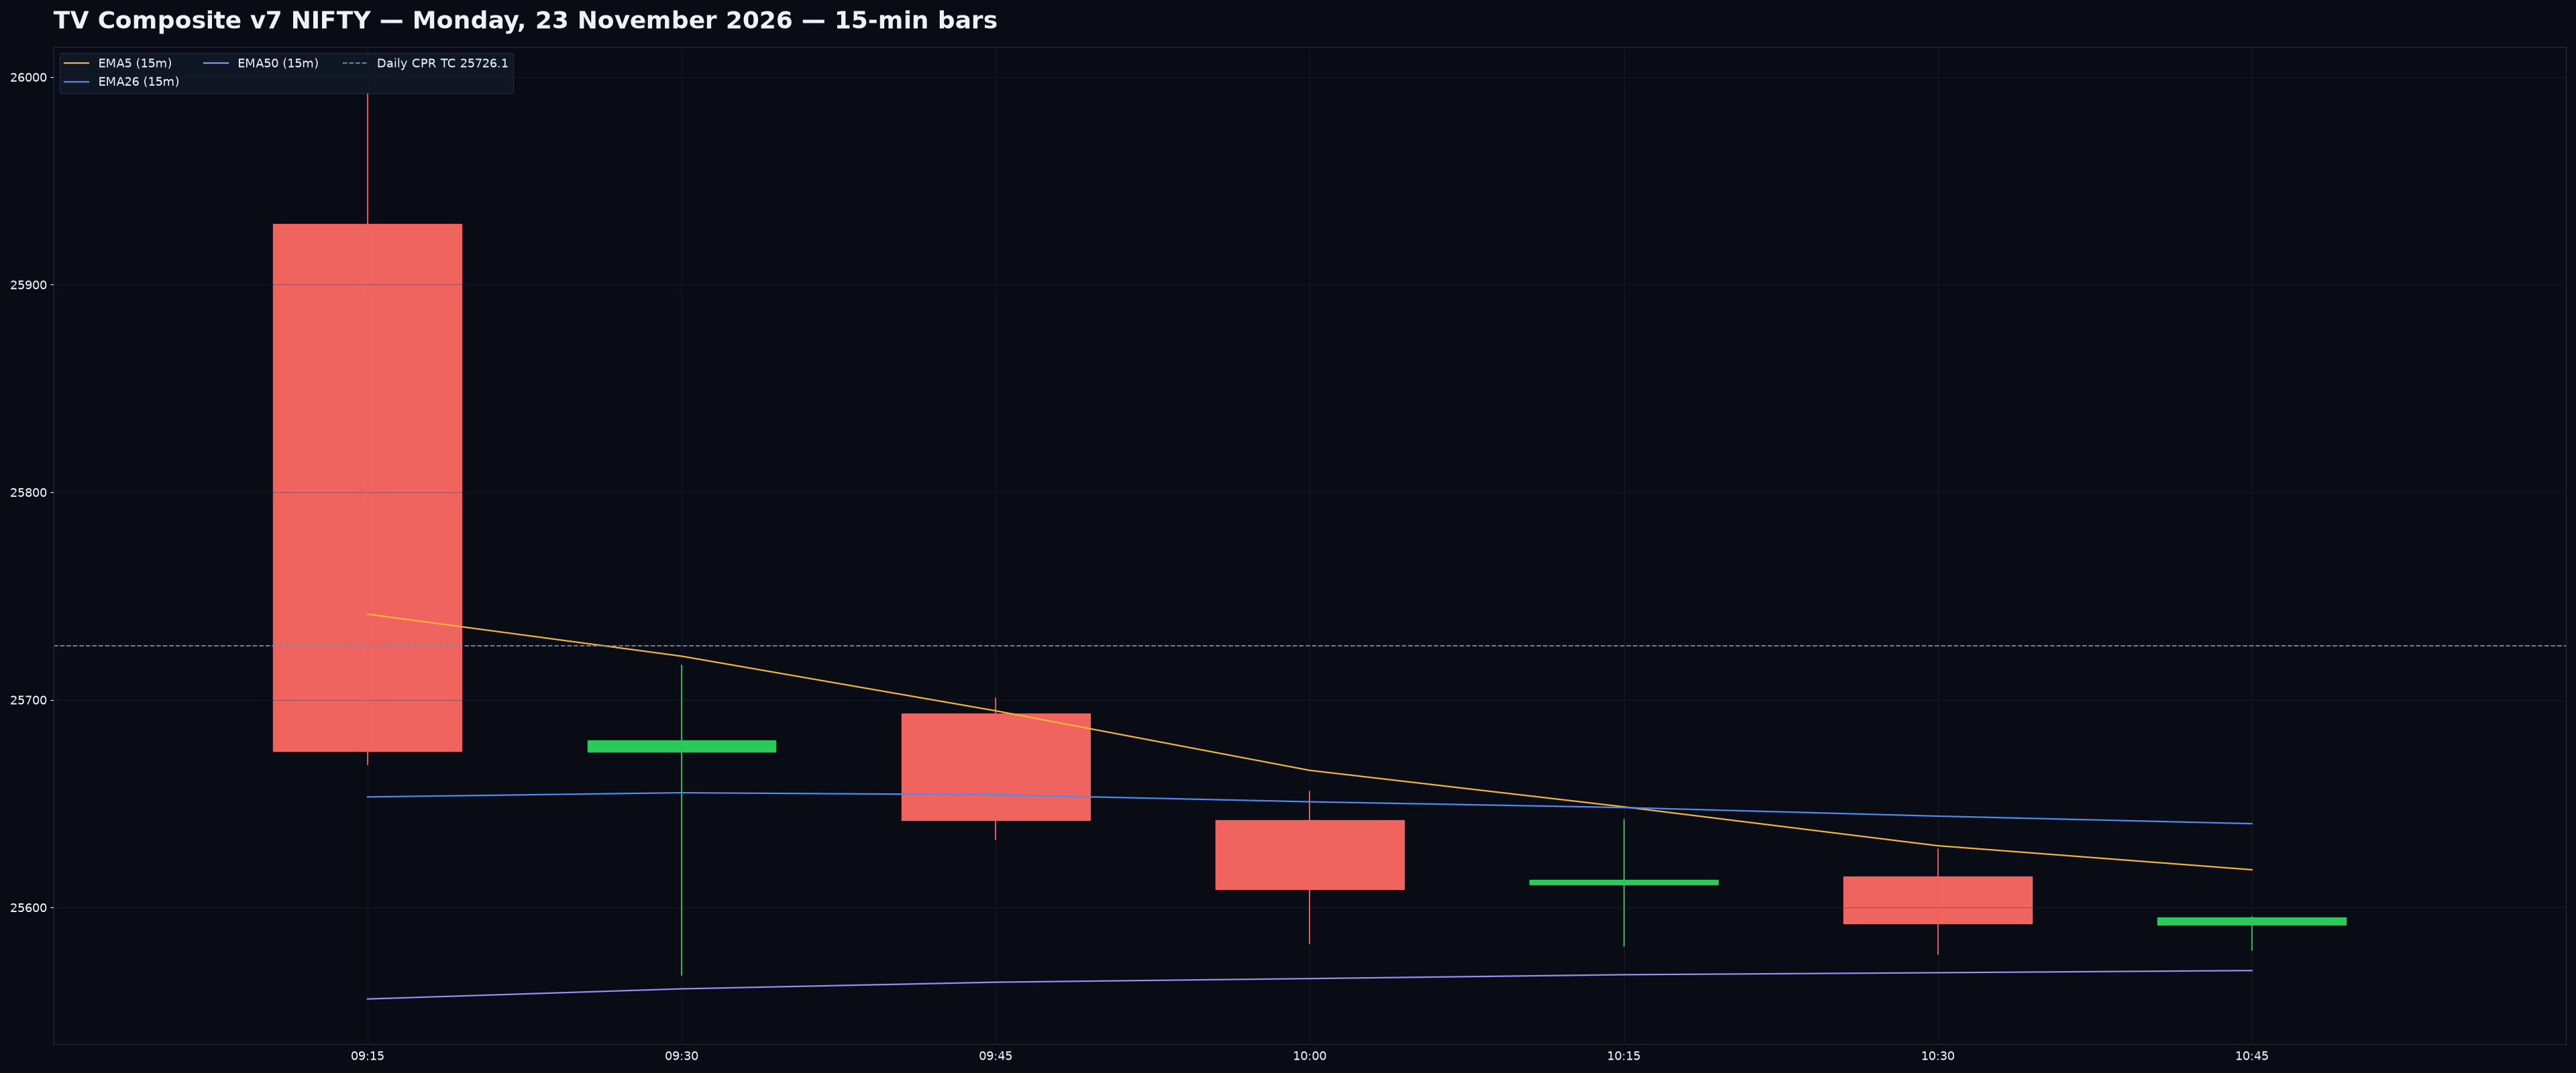 TV Composite v7 NIFTY — Monday, 23 November 2026 — 15-min bars
EMA5 (15m) EMA50 (15m) Daily CPR TC 25726.1
EMA26 (15m)
26000
25900
25800
25700
25600
09:15 09:30 09:45 10:00 10:15 10:30 10:45